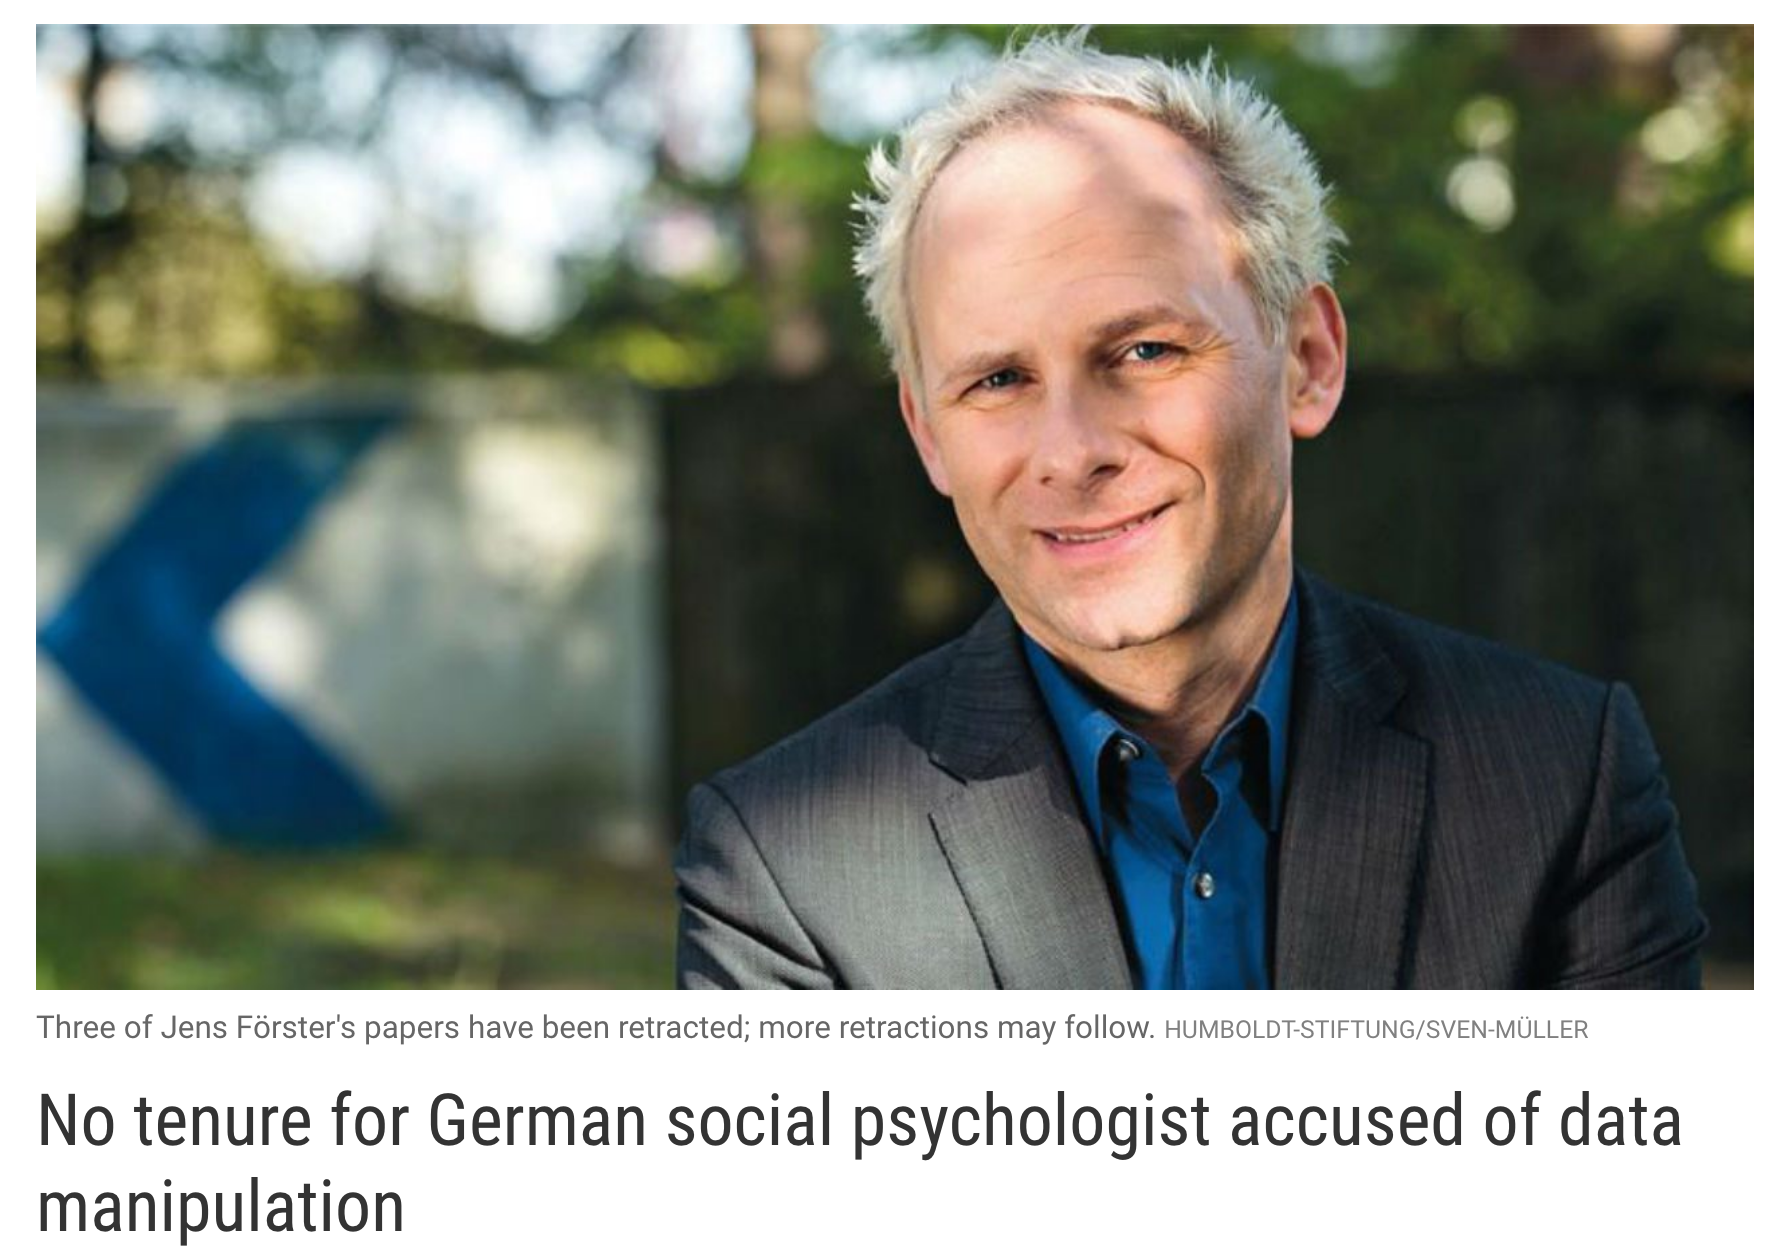 Three of Jens Förster's papers have been retracted; more retractions may follow. HUMBOLDT-STIFTUNG/SVEN-MÜLLER
No tenure for German social psychologist accused of data
manipulation